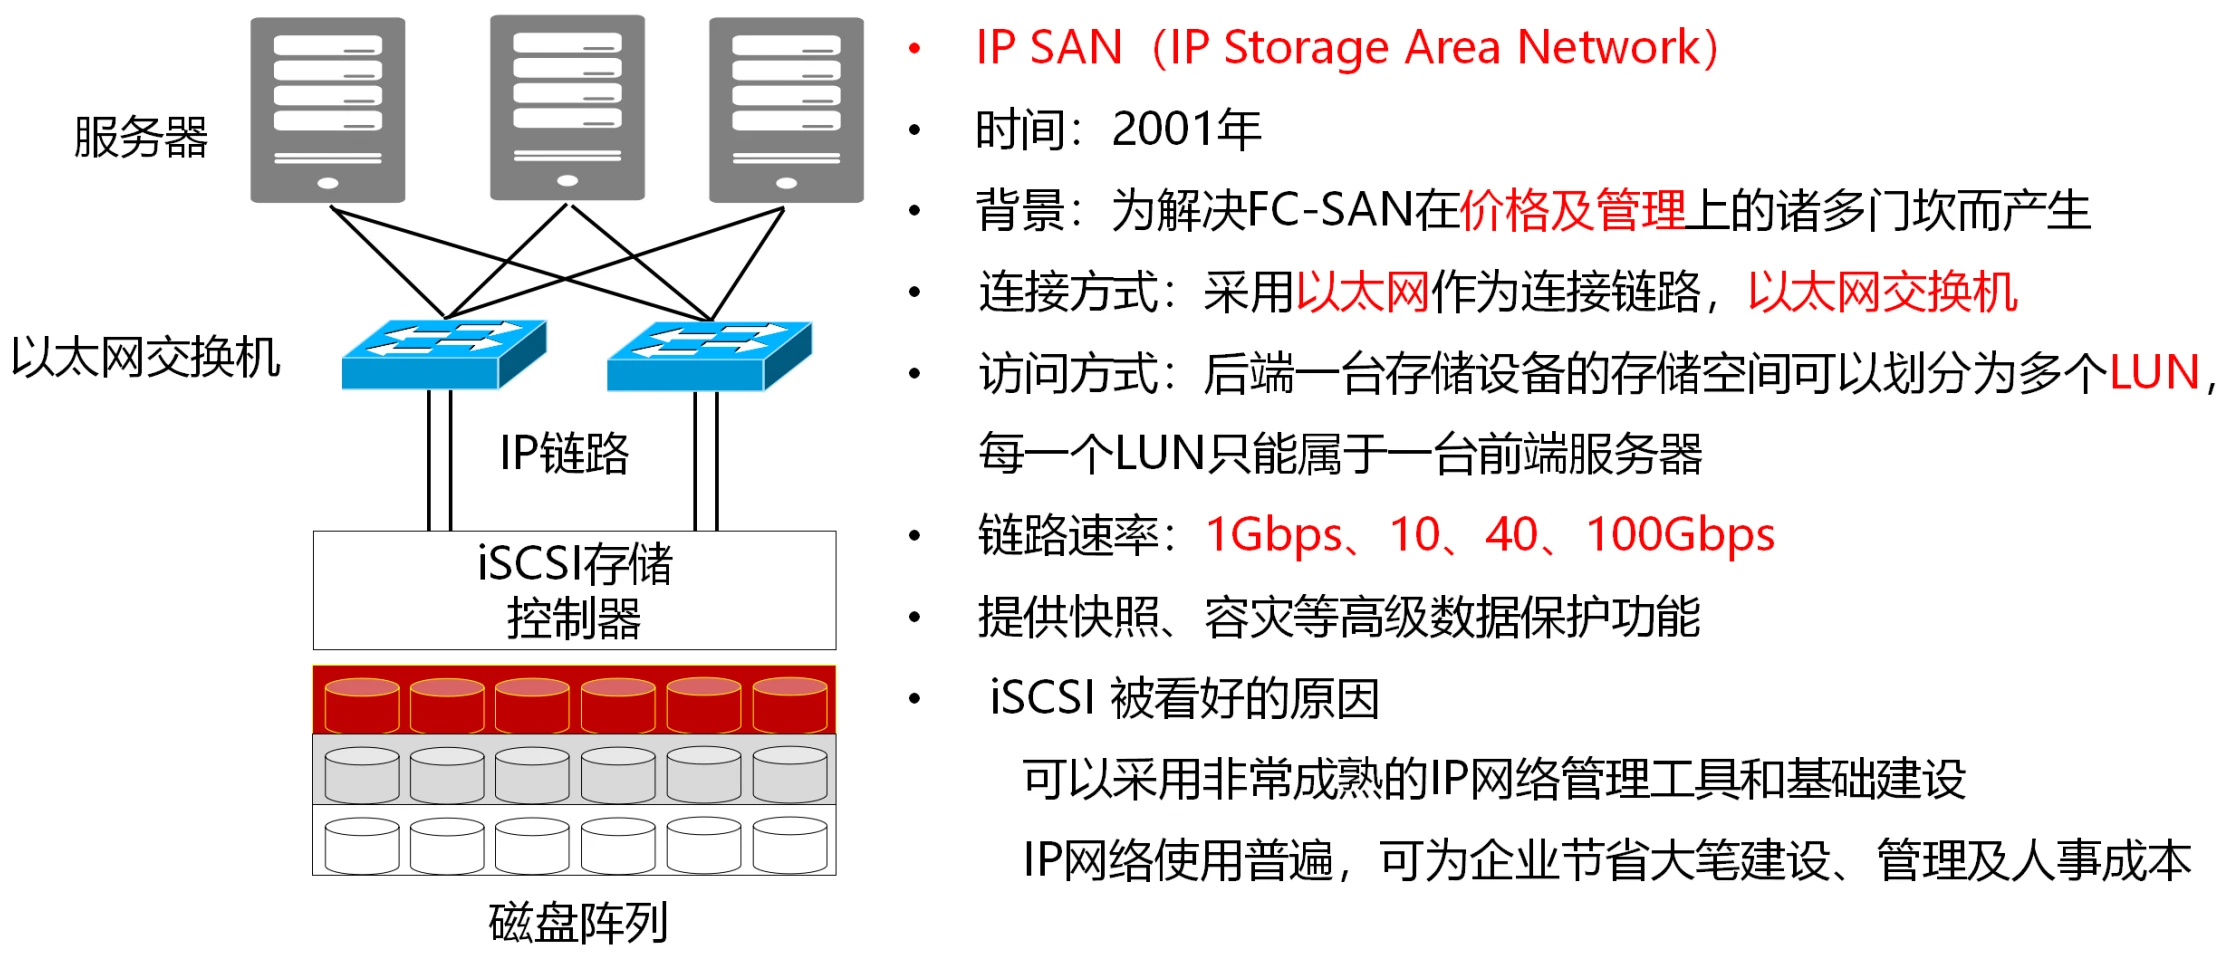 服务器
以太网交换机
IP链路
iSCSI存储
控制器
磁盘阵列
• IP SAN（IP Storage Area Network）
• 时间：2001年
• 背景：为解决FC-SAN在价格及管理上的诸多门坎而产生
• 连接方式：采用以太网作为连接链路，以太网交换机
• 访问方式：后端一台存储设备的存储空间可以划分为多个LUN，
每一个LUN只能属于一台前端服务器
• 链路速率：1Gbps、10、40、100Gbps
• 提供快照、容灾等高级数据保护功能
• iSCSI 被看好的原因
可以采用非常成熟的IP网络管理工具和基础建设
IP网络使用普遍，可为企业节省大笔建设、管理及人事成本